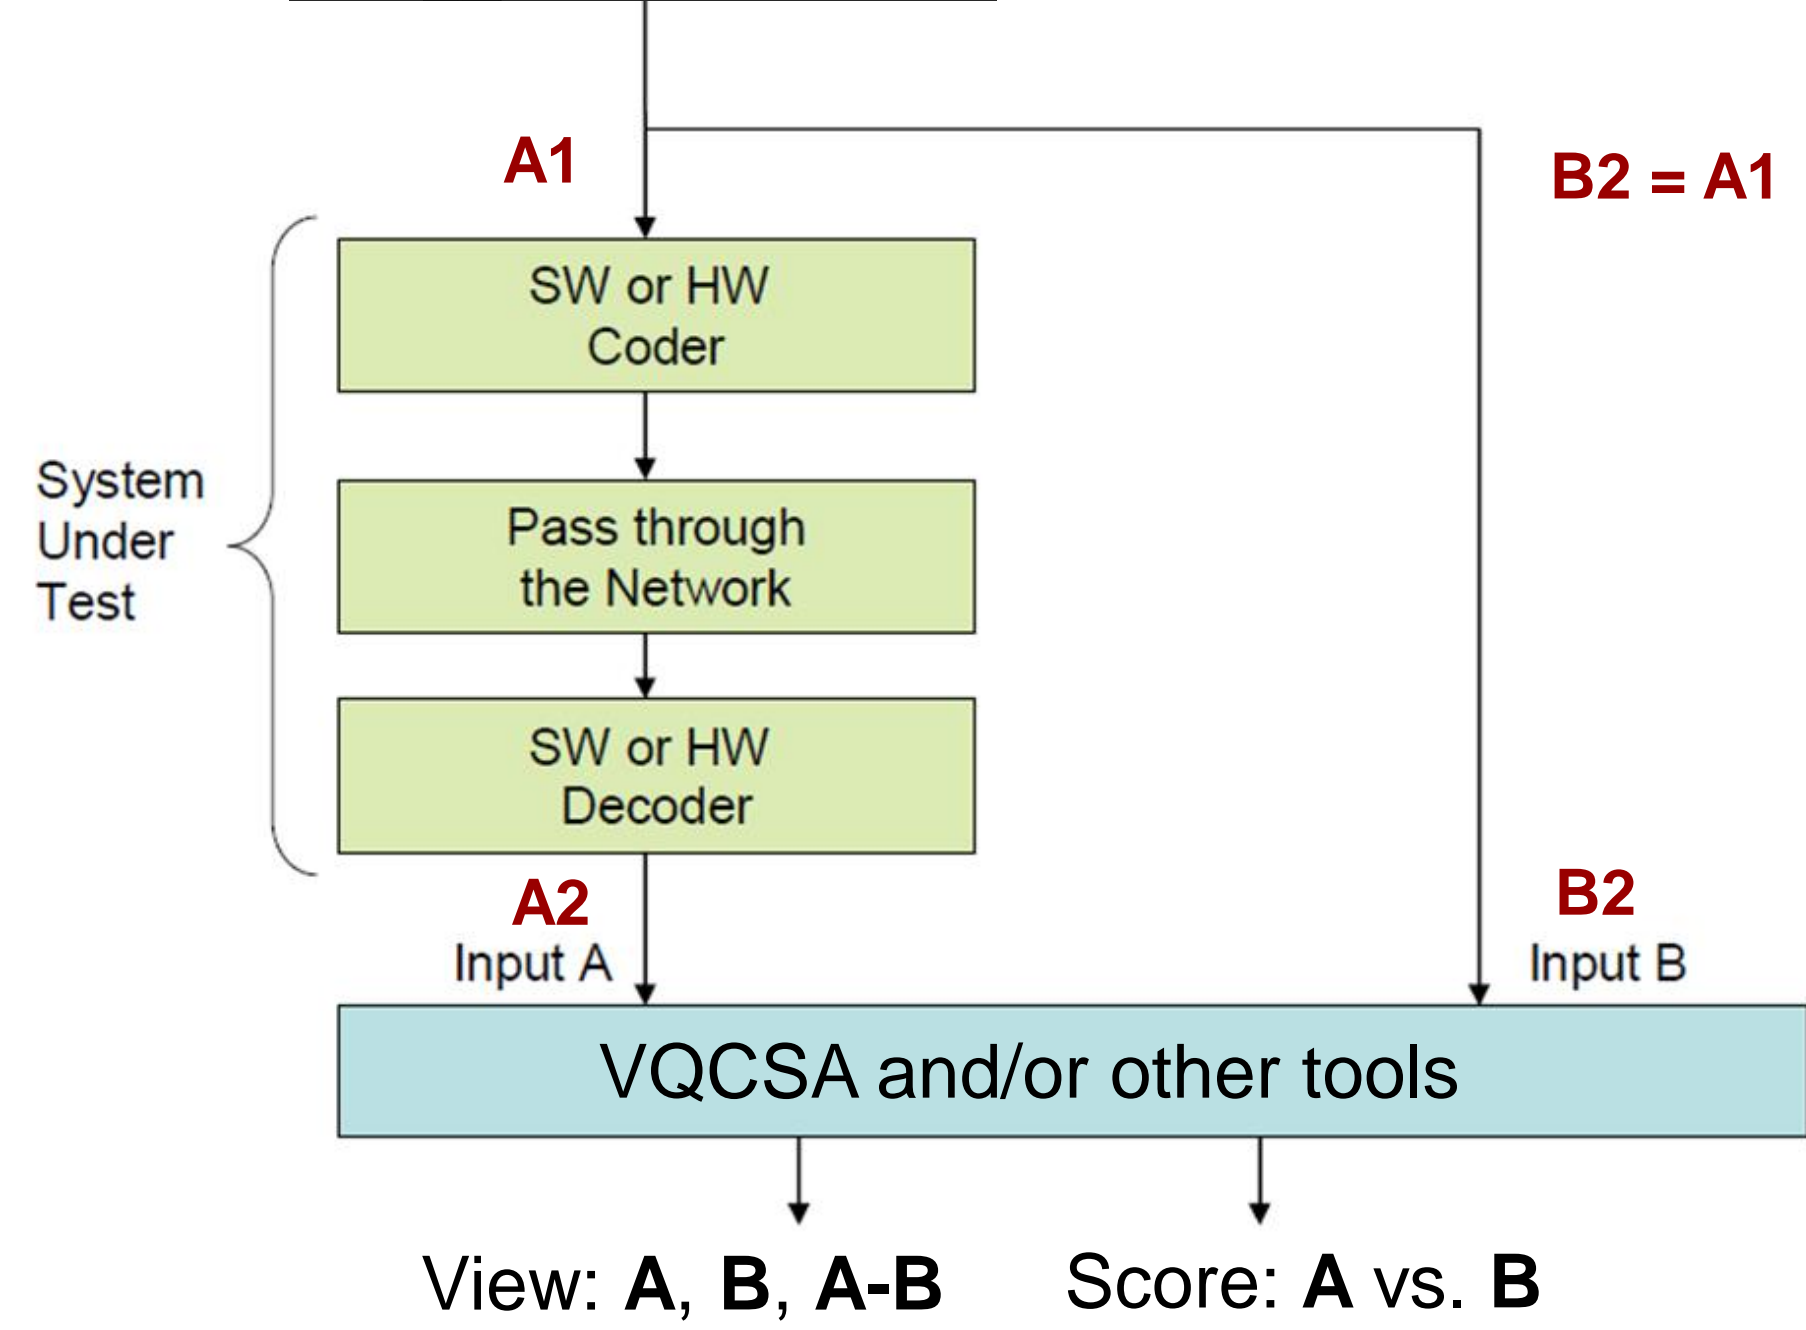 A1
B2 = A1
SW or HW
Coder
System
Under
Test
Pass through
the Network
SW or HW
Decoder
A2
Input A
B2
Input B
VQCSA and/or other tools
View: A, B, A-B
Score: A vs. B